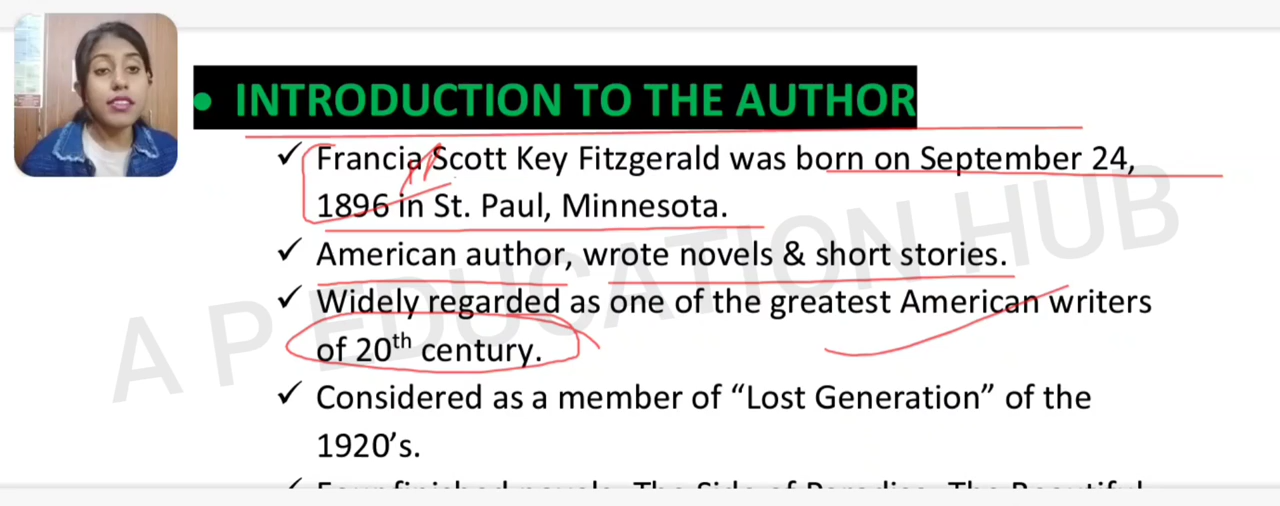 • INTRODUCTION TO THE AUTHOR
✓ Francia Scott Key Fitzgerald was born on September 24,
1896 in St. Paul, Minnesota.
✓ American author, wrote novels & short stories.
✓ Widely regarded as one of the greatest American writers
of 20th century.
✓ Considered as a member of “Lost Generation” of the
1920’s.
A P EDUCATION HUB